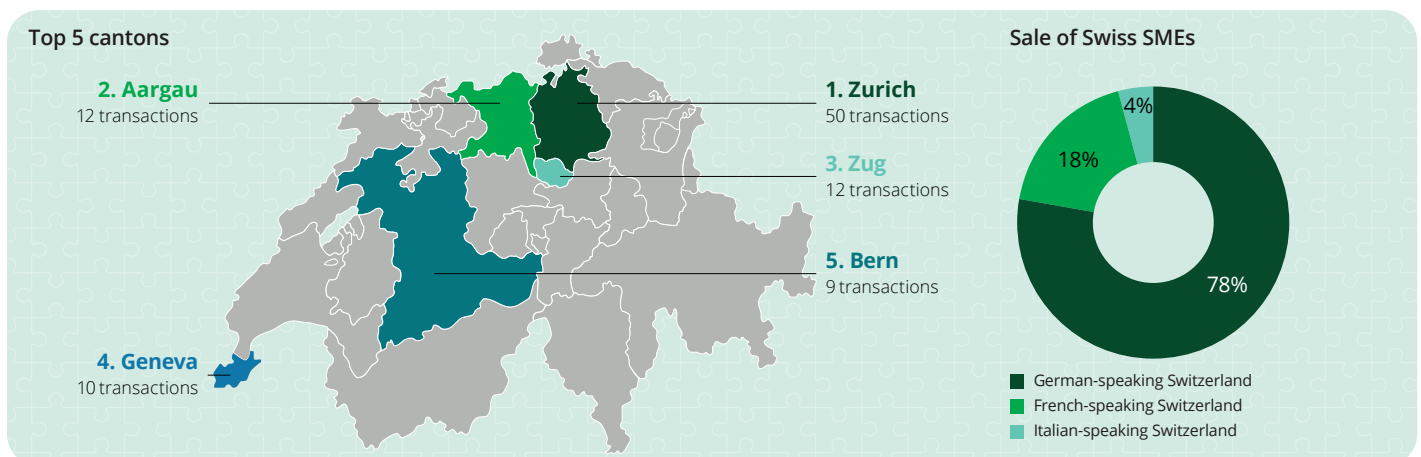 Top 5 cantons
2. Aargau
12 transactions
1. Zurich
50 transactions
3. Zug
12 transactions
5. Bern
9 transactions
4. Geneva
10 transactions
Sale of Swiss SMEs
4%
18%
78%
German-speaking Switzerland
French-speaking Switzerland
Italian-speaking Switzerland